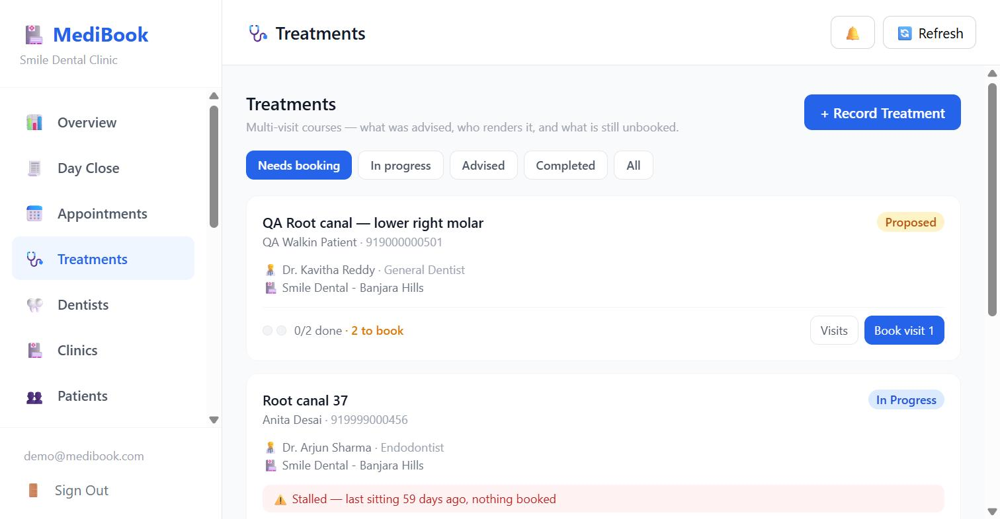 MediBook
Smile Dental Clinic
Overview
Day Close
Appointments
Treatments
Dentists
Clinics
Patients
demo@medibook.com
Sign Out
Treatments
Refresh
Treatments
Multi-visit courses — what was advised, who renders it, and what is still unbooked.
+ Record Treatment
Needs booking
In progress
Advised
Completed
All
QA Root canal — lower right molar
Proposed
QA Walkin Patient · 919000000501
Dr. Kavitha Reddy · General Dentist
Smile Dental - Banjara Hills
0/2 done · 2 to book
Visits
Book visit 1
Root canal 37
In Progress
Anita Desai · 919999000456
Dr. Arjun Sharma · Endodontist
Smile Dental - Banjara Hills
Stalled — last sitting 59 days ago, nothing booked